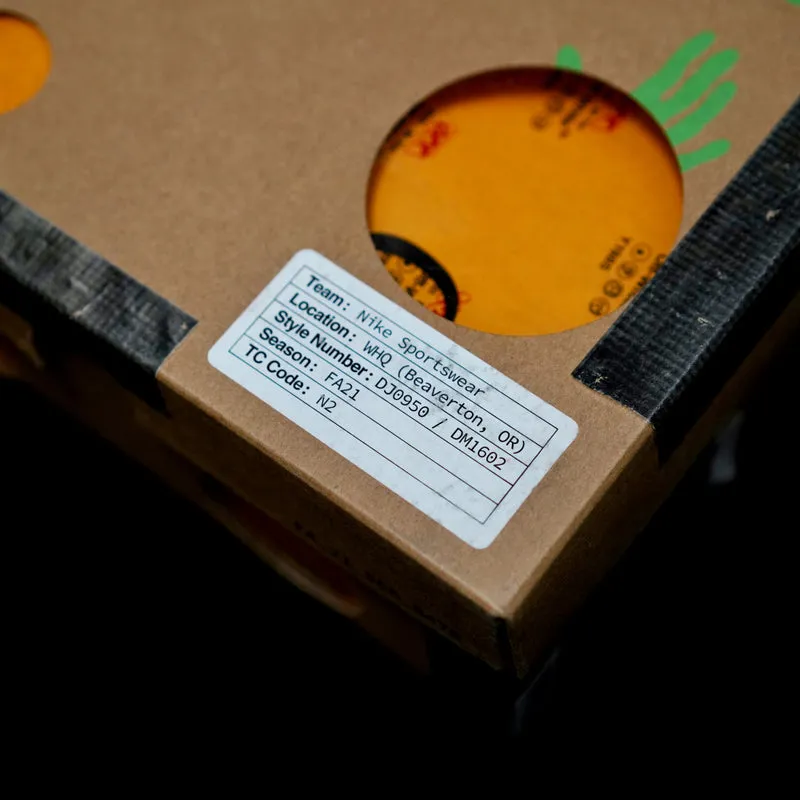 Team: Nike Sportswear
Location: WHQ (Beaverton, OR)
Style Number: DJ0950 / DM1602
Season: FA21
TC Code: N2